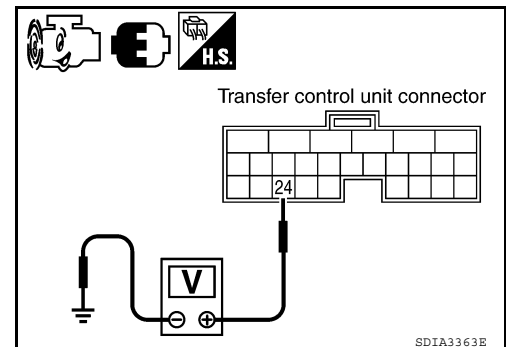 H.S.
Transfer control unit connector
24
V
− +
SDIA3363E